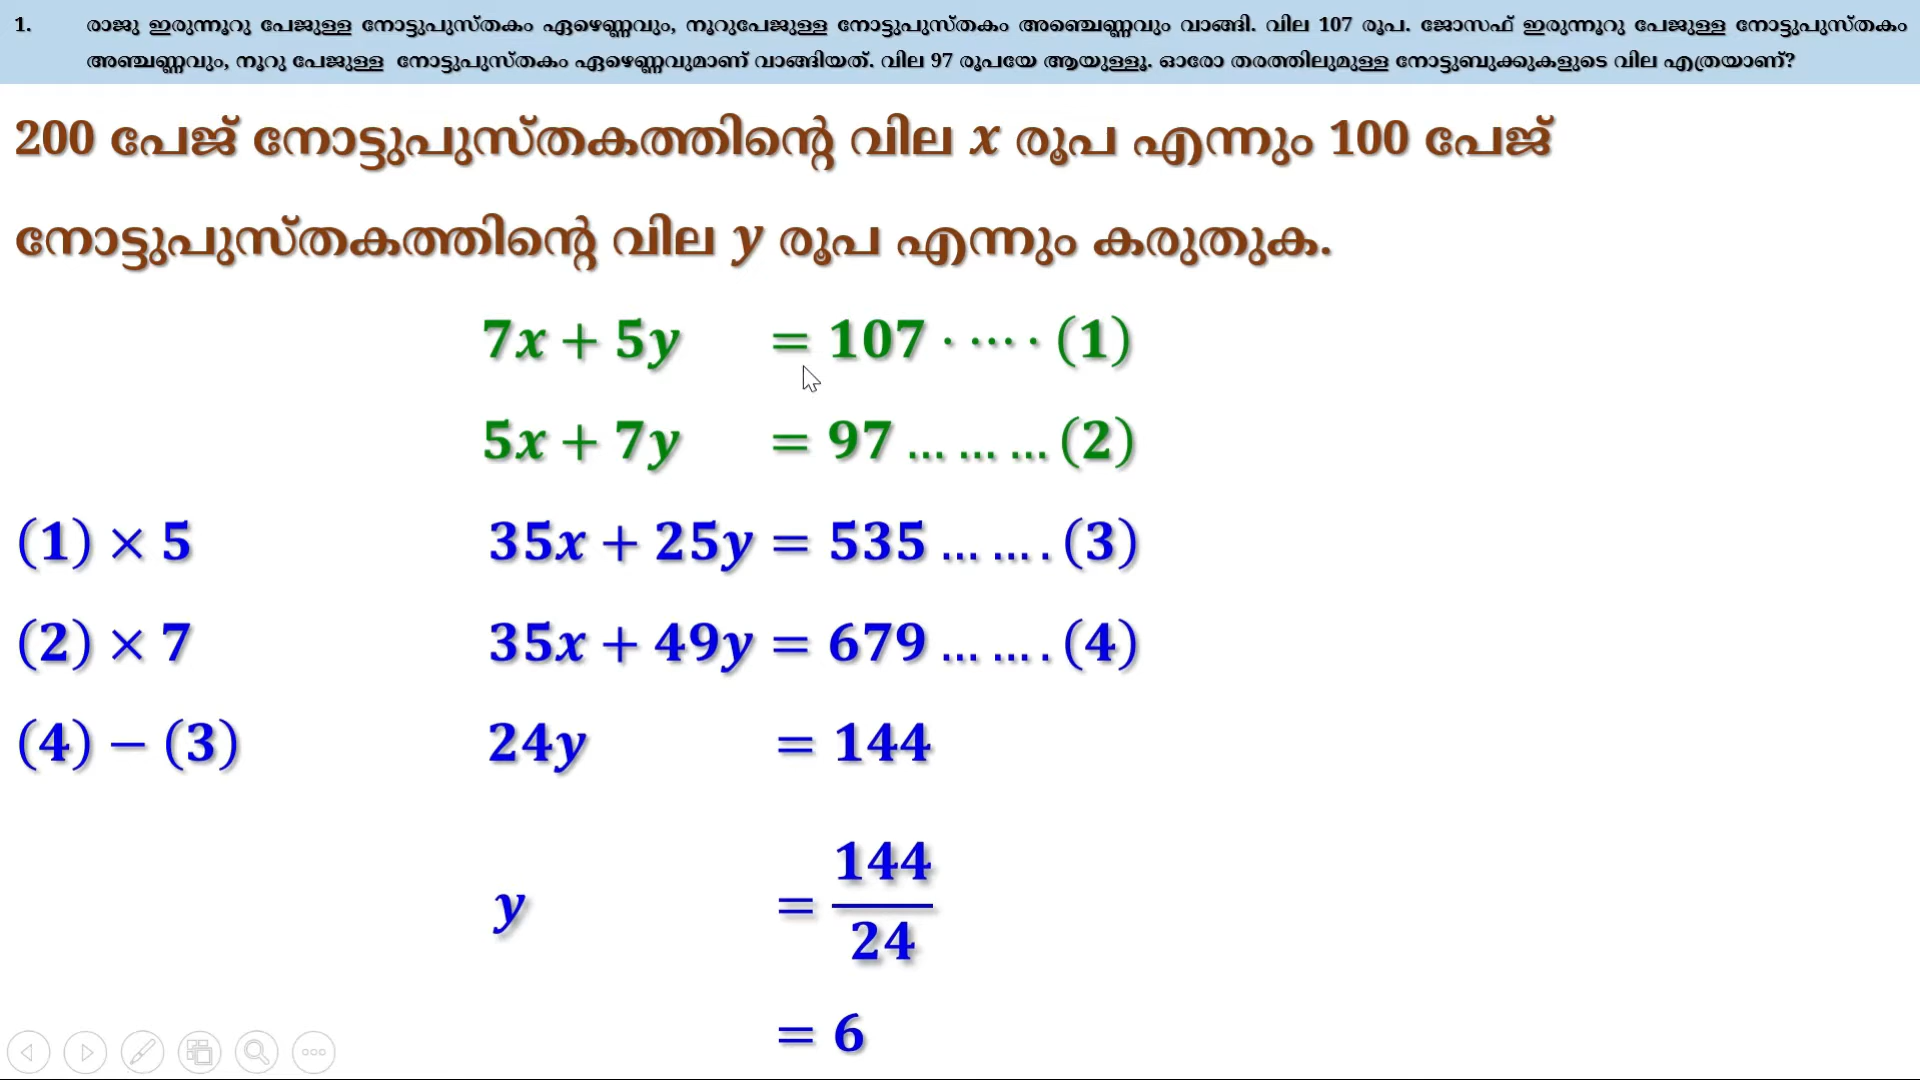 1. രാജു ഇരുന്നൂറു പേജുള്ള നോട്ടുപുസ്തകം ഏഴെണ്ണവും, നൂറുപേജുള്ള നോട്ടുപുസ്തകം അഞ്ചെണ്ണവും വാങ്ങി. വില 107 രൂപ. ജോസഫ് ഇരുന്നൂറു പേജുള്ള നോട്ടുപുസ്തകം
അഞ്ചണ്ണവും, നൂറു പേജുള്ള നോട്ടുപുസ്തകം ഏഴെണ്ണവുമാണ് വാങ്ങിയത്. വില 97 രൂപയേ ആയുള്ളൂ. ഓരോ തരത്തിലുമുള്ള നോട്ടുബുക്കുകളുടെ വില എത്രയാണ്?
200 പേജ് നോട്ടുപുസ്തകത്തിന്റെ വില x രൂപ എന്നും 100 പേജ്
നോട്ടുപുസ്തകത്തിന്റെ വില y രൂപ എന്നും കരുതുക.
7x + 5y = 107 · ··· · (1)
5x + 7y = 97 ... ... ... (2)
(1) × 5 35x + 25y = 535 ... ... . (3)
(2) × 7 35x + 49y = 679 ... ... . (4)
(4) − (3) 24y = 144
y = 144/24
= 6